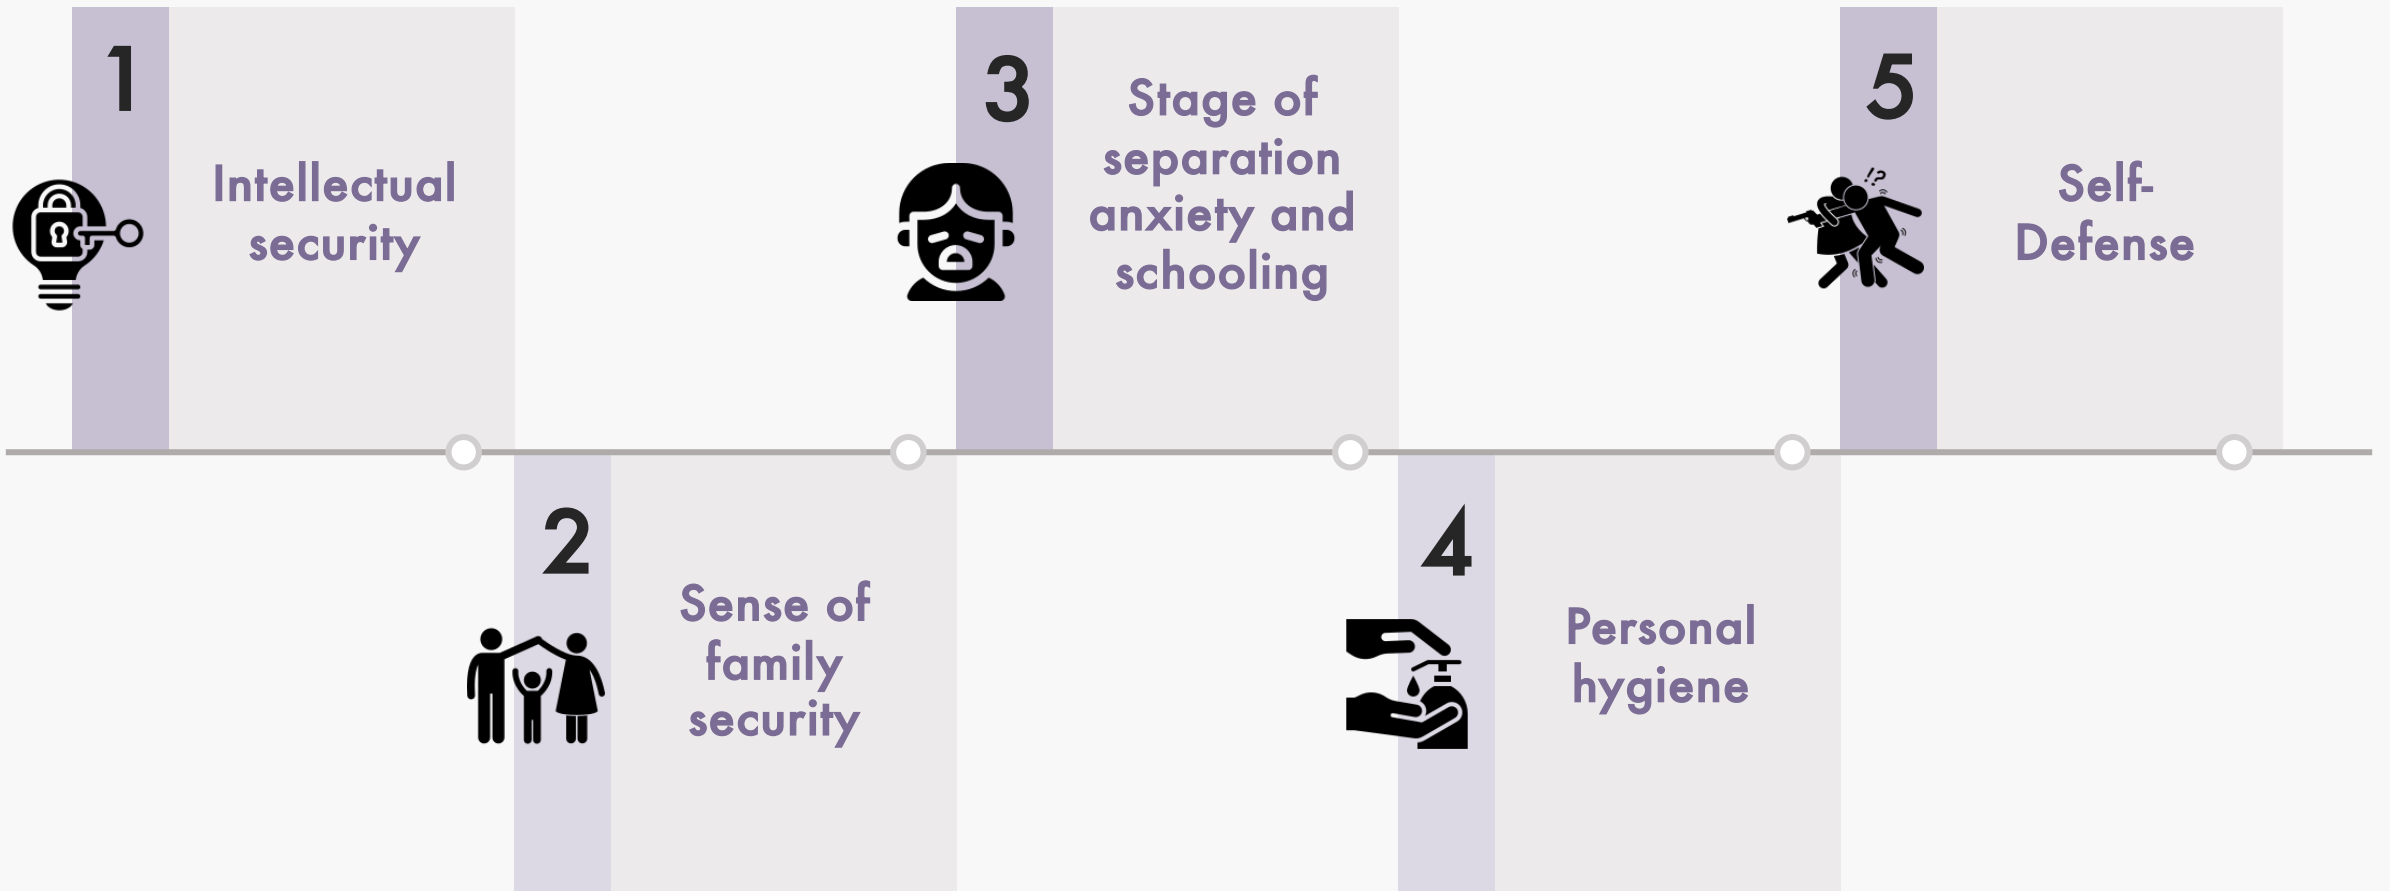 1
Intellectual
security
2
Sense of
family
security
3
Stage of
separation
anxiety and
schooling
4
Personal
hygiene
5
!?
Self-
Defense